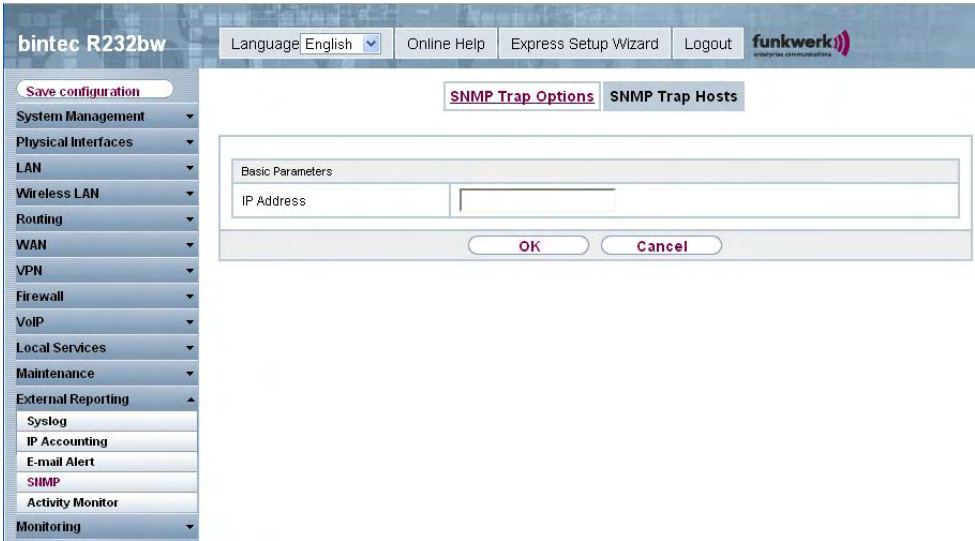 bintec R232bw
Language English
Online Help
Express Setup Wizard
Logout
funkwerk
enterprise communications
Save configuration
System Management
Physical Interfaces
LAN
Wireless LAN
Routing
WAN
VPN
Firewall
VoIP
Local Services
Maintenance
External Reporting
Syslog
IP Accounting
E-mail Alert
SNMP
Activity Monitor
Monitoring
SNMP Trap Options
SNMP Trap Hosts
Basic Parameters
IP Address
OK
Cancel